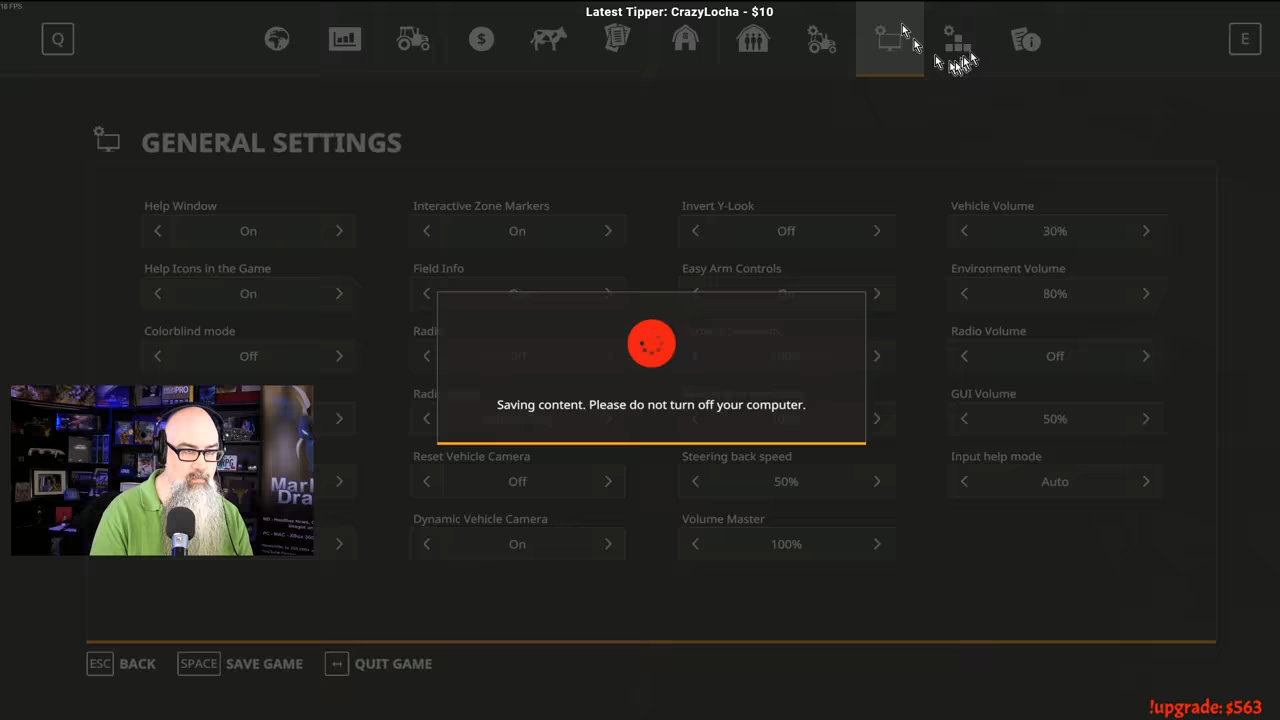 18 FPS
Latest Tipper: CrazyLocha - $10
Q
E
GENERAL SETTINGS
Help Window
Interactive Zone Markers
Invert Y-Look
Vehicle Volume
On
On
Off
30%
Help Icons in the Game
Field Info
Easy Arm Controls
Environment Volume
On
On
80%
Colorblind mode
Radio Volume
Off
Off
100%
Off
GUI Volume
50%
Saving content. Please do not turn off your computer.
Reset Vehicle Camera
Steering back speed
Input help mode
Off
50%
Auto
Dynamic Vehicle Camera
Volume Master
On
100%
ESC BACK
SPACE SAVE GAME
QUIT GAME
!upgrade: $563